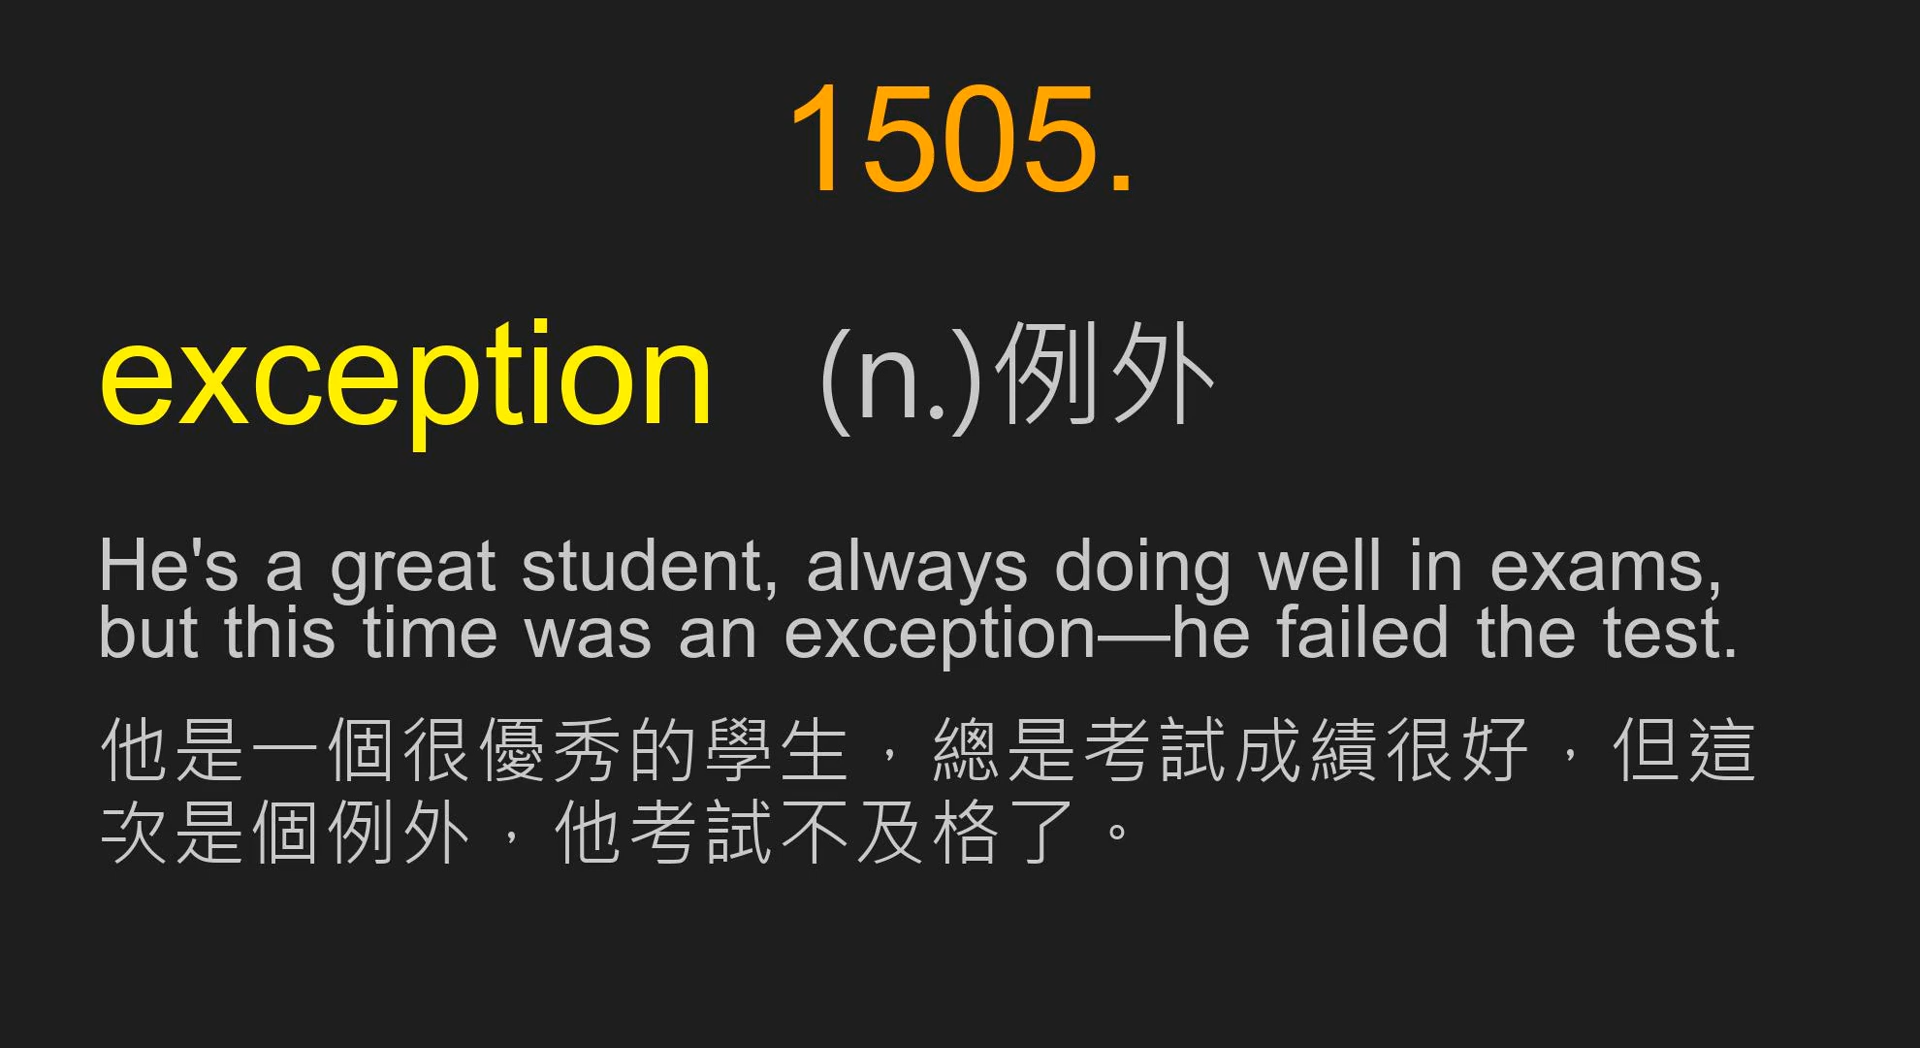 1505.
exception (n.)例外
He's a great student, always doing well in exams,
but this time was an exception—he failed the test.
他是一個很優秀的學生，總是考試成績很好，但這
次是個例外，他考試不及格了。